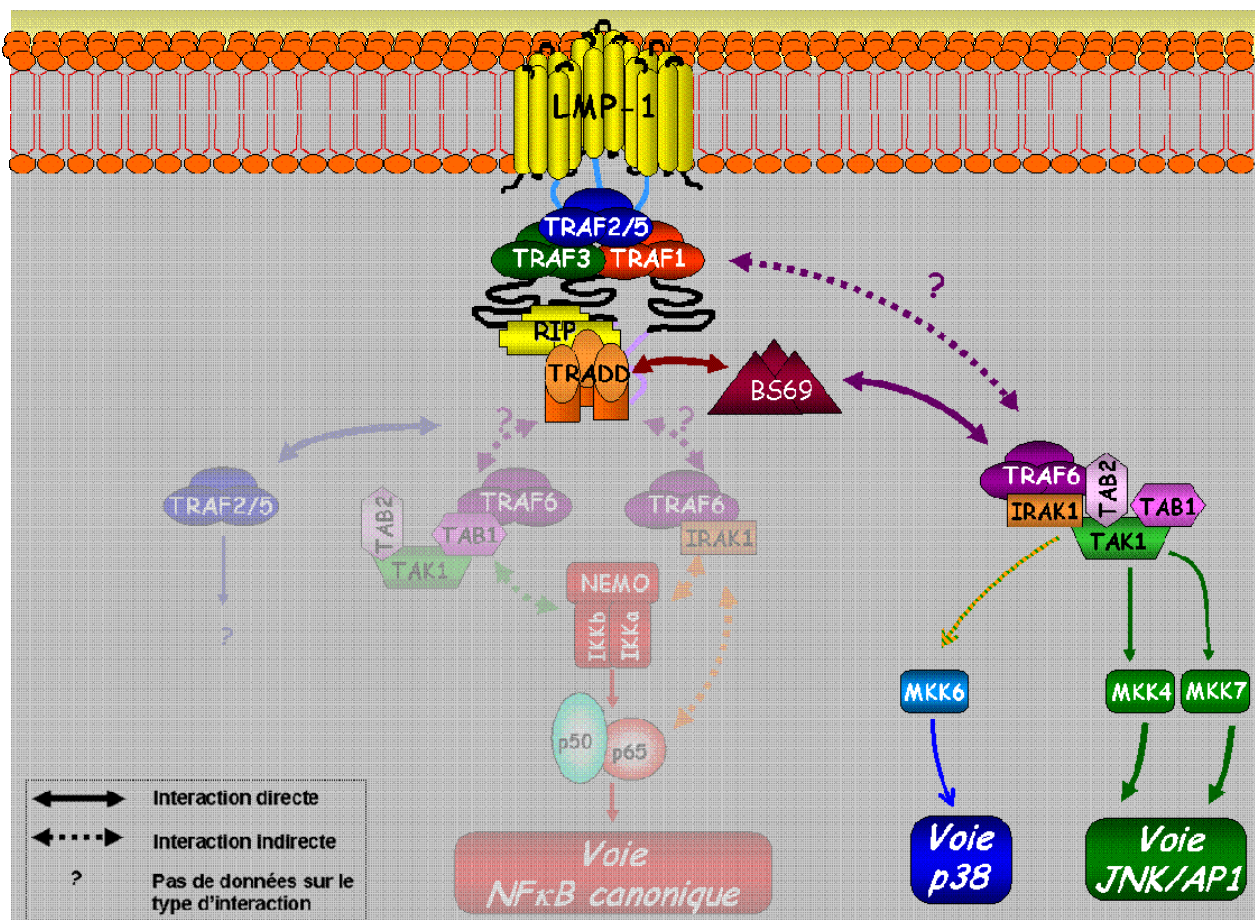 LMP-1
TRAF2/5
TRAF3
TRAF1
?
RIP
TRADD
BS69
?
?
TRAF2/5
TAB2
TRAF6
TAB1
TAK1
TRAF6
IRAK1
TRAF6
TAB2
IRAK1
TAB1
TAK1
NEMO
IKKb
IKKa
?
MKK6
MKK4
MKK7
p50
p65
Interaction directe
Interaction Indirecte
?
Pas de données sur le
type d'interaction
Voie
NFκB canonique
Voie
p38
Voie
JNK/AP1